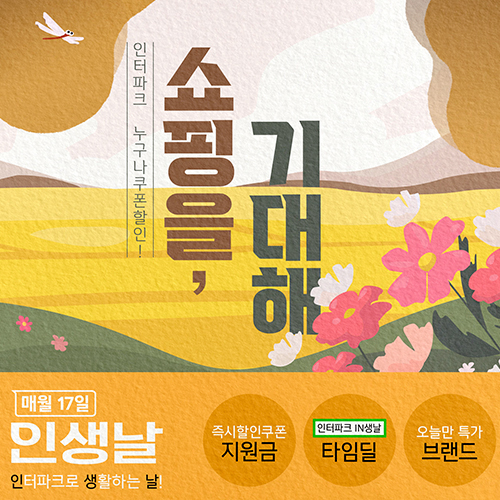 인터파크 누구나쿠폰할인!
쇼핑을,
기대해
매월 17일
인생날
인터파크로 생활하는 날!
즉시할인쿠폰
지원금
인터파크 IN생날
타임딜
오늘만 특가
브랜드